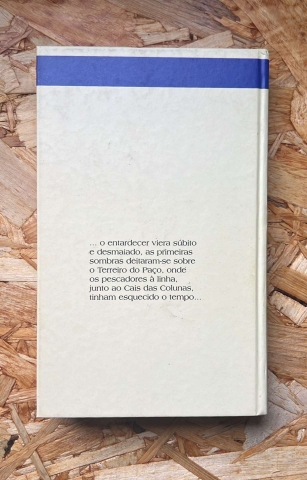 ... o entardecer viera súbito
e desmaiado, as primeiras
sombras deitaram-se sobre
o Terreiro do Paço, onde
os pescadores à linha,
junto ao Cais das Colunas,
tinham esquecido o tempo...